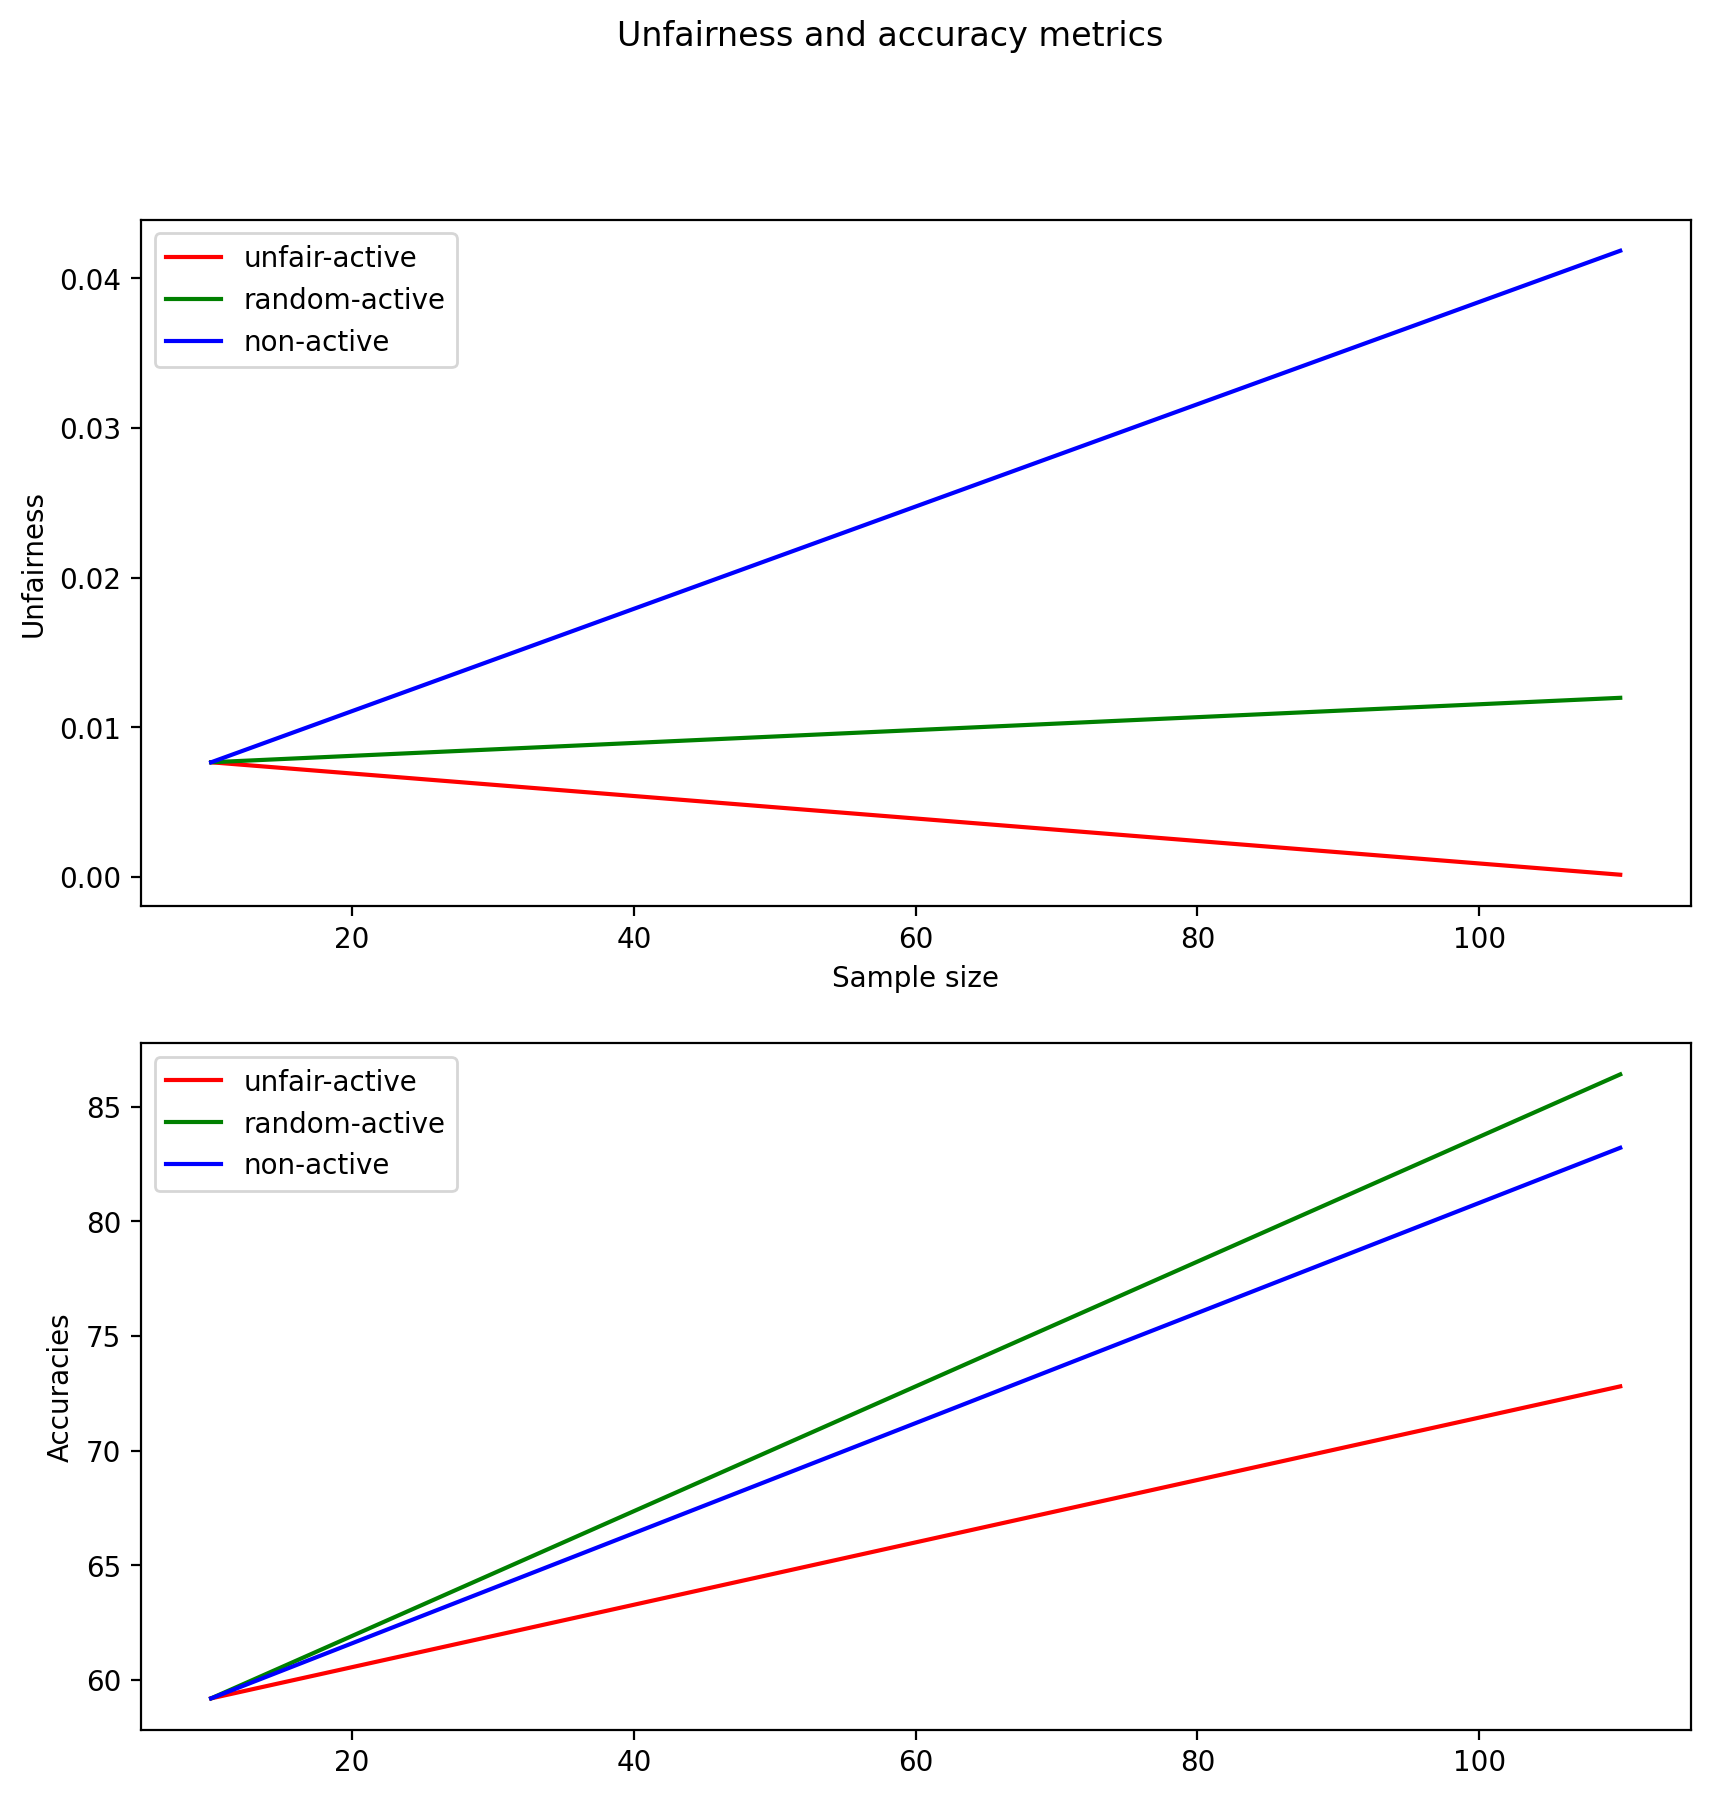 Unfairness and accuracy metrics
unfair-active
random-active
non-active
0.04
0.03
0.02
0.01
0.00
Unfairness
20 40 60 80 100
Sample size
unfair-active
random-active
non-active
85
80
75
70
65
60
Accuracies
20 40 60 80 100